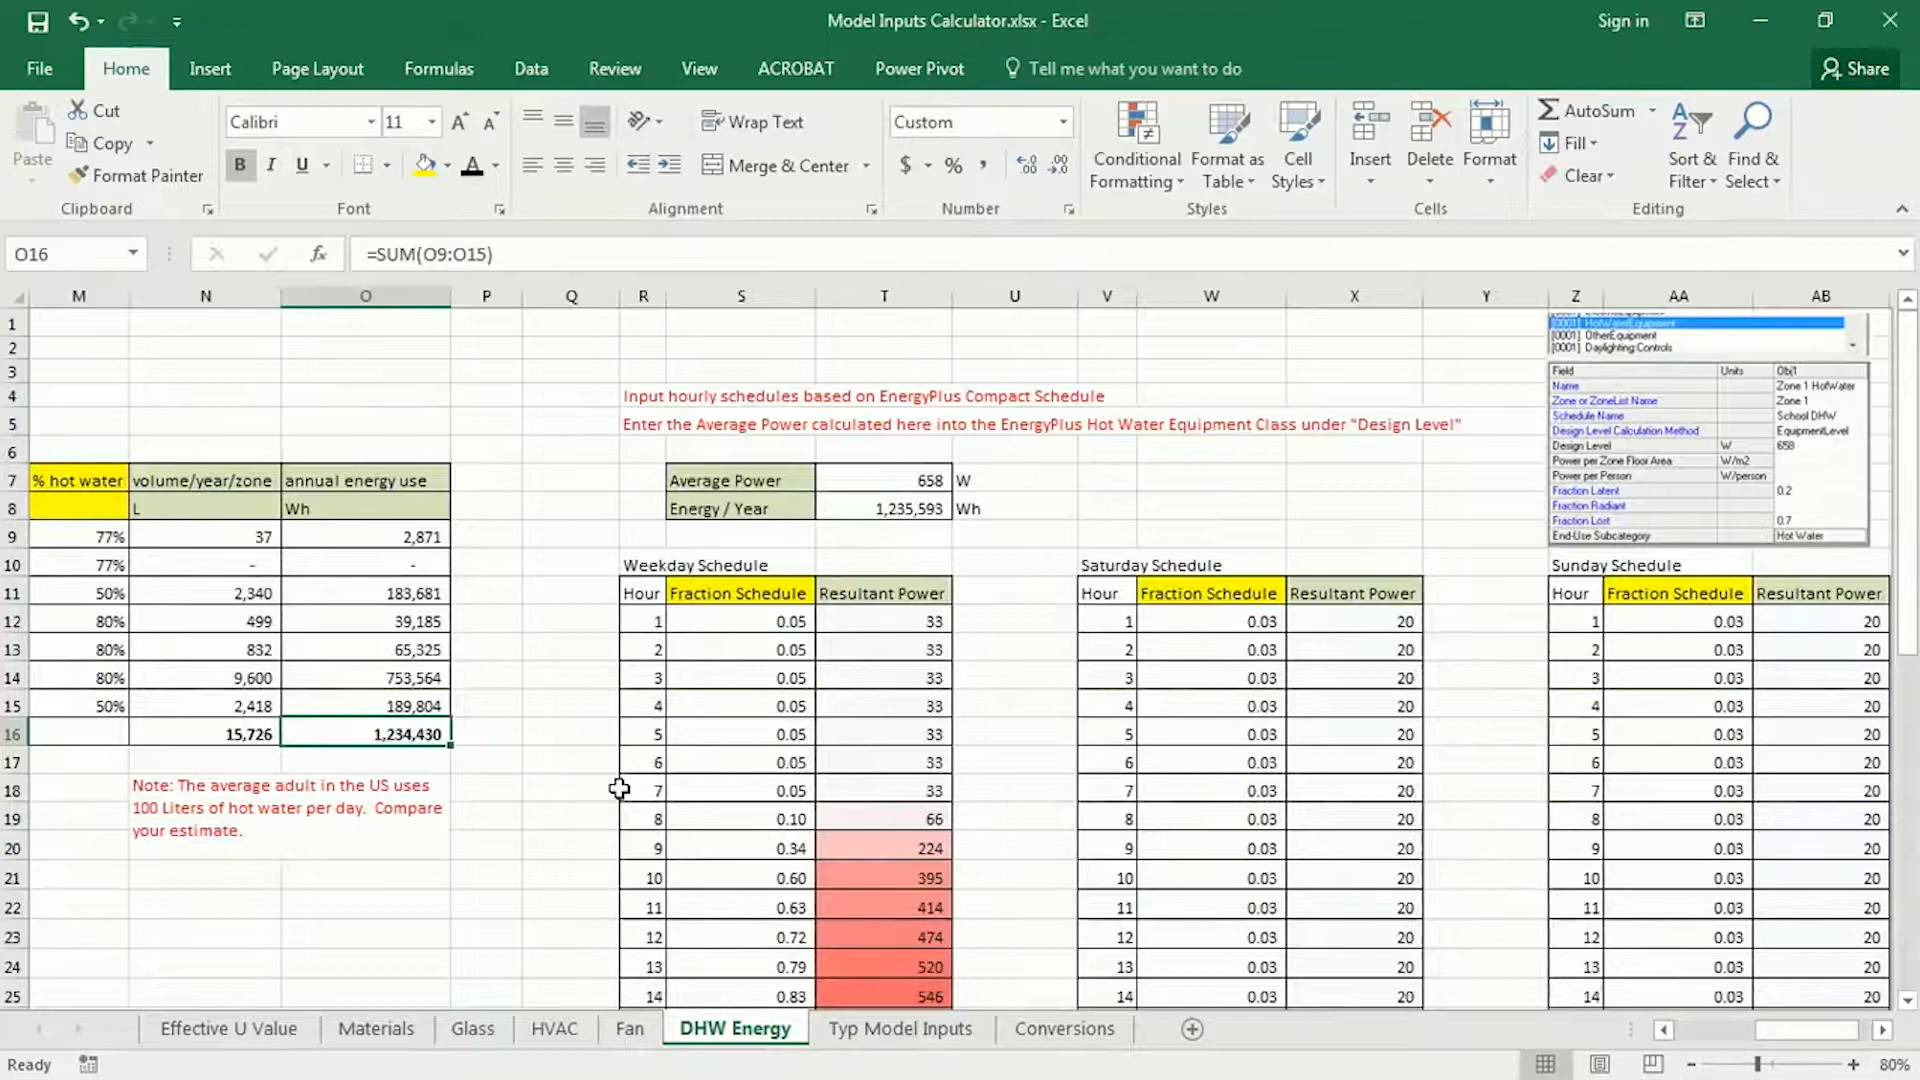 Model Inputs Calculator.xlsx - Excel
Sign in
File Home Insert Page Layout Formulas Data Review View ACROBAT Power Pivot Tell me what you want to do Share
Paste Cut Copy Format Painter
Calibri 11
B I U A
Wrap Text
Merge & Center
Custom
$ % ,
Conditional Formatting Format as Table Cell Styles
Insert Delete Format
AutoSum Fill Clear
Sort & Filter Find & Select
Clipboard Font Alignment Number Styles Cells Editing
O16 fx =SUM(O9:O15)
M N O P Q R S T U V W X Y Z AA AB
1
[0001] HotWaterEquipment
2
[0001] OtherEquipment
[0001] Daylighting:Controls
3
Field Units Obj1
Name Zone 1 HotWater
4 Input hourly schedules based on EnergyPlus Compact Schedule
Zone or ZoneList Name Zone 1
Schedule Name School DHW
5 Enter the Average Power calculated here into the EnergyPlus Hot Water Equipment Class under "Design Level"
Design Level Calculation Method EquipmentLevel
Design Level W 658
6
Power per Zone Floor Area W/m2
Power per Person W/person
Fraction Latent 0.2
Fraction Radiant
Fraction Lost 0.7
End-Use Subcategory Hot Water
7 % hot water volume/year/zone annual energy use Average Power 658 W
8 L Wh Energy / Year 1,235,593 Wh
9 77% 37 2,871
10 77% - - Weekday Schedule Saturday Schedule Sunday Schedule
11 50% 2,340 183,681 Hour Fraction Schedule Resultant Power Hour Fraction Schedule Resultant Power Hour Fraction Schedule Resultant Power
12 80% 499 39,185 1 0.05 33 1 0.03 20 1 0.03 20
13 80% 832 65,325 2 0.05 33 2 0.03 20 2 0.03 20
14 80% 9,600 753,564 3 0.05 33 3 0.03 20 3 0.03 20
15 50% 2,418 189,804 4 0.05 33 4 0.03 20 4 0.03 20
16 15,726 1,234,430 5 0.05 33 5 0.03 20 5 0.03 20
17 6 0.05 33 6 0.03 20 6 0.03 20
18 7 0.05 33 7 0.03 20 7 0.03 20
Note: The average adult in the US uses
100 Liters of hot water per day. Compare
your estimate.
19 8 0.10 66 8 0.03 20 8 0.03 20
20 9 0.34 224 9 0.03 20 9 0.03 20
21 10 0.60 395 10 0.03 20 10 0.03 20
22 11 0.63 414 11 0.03 20 11 0.03 20
23 12 0.72 474 12 0.03 20 12 0.03 20
24 13 0.79 520 13 0.03 20 13 0.03 20
25 14 0.83 546 14 0.03 20 14 0.03 20
Effective U Value Materials Glass HVAC Fan DHW Energy Typ Model Inputs Conversions
Ready 80%